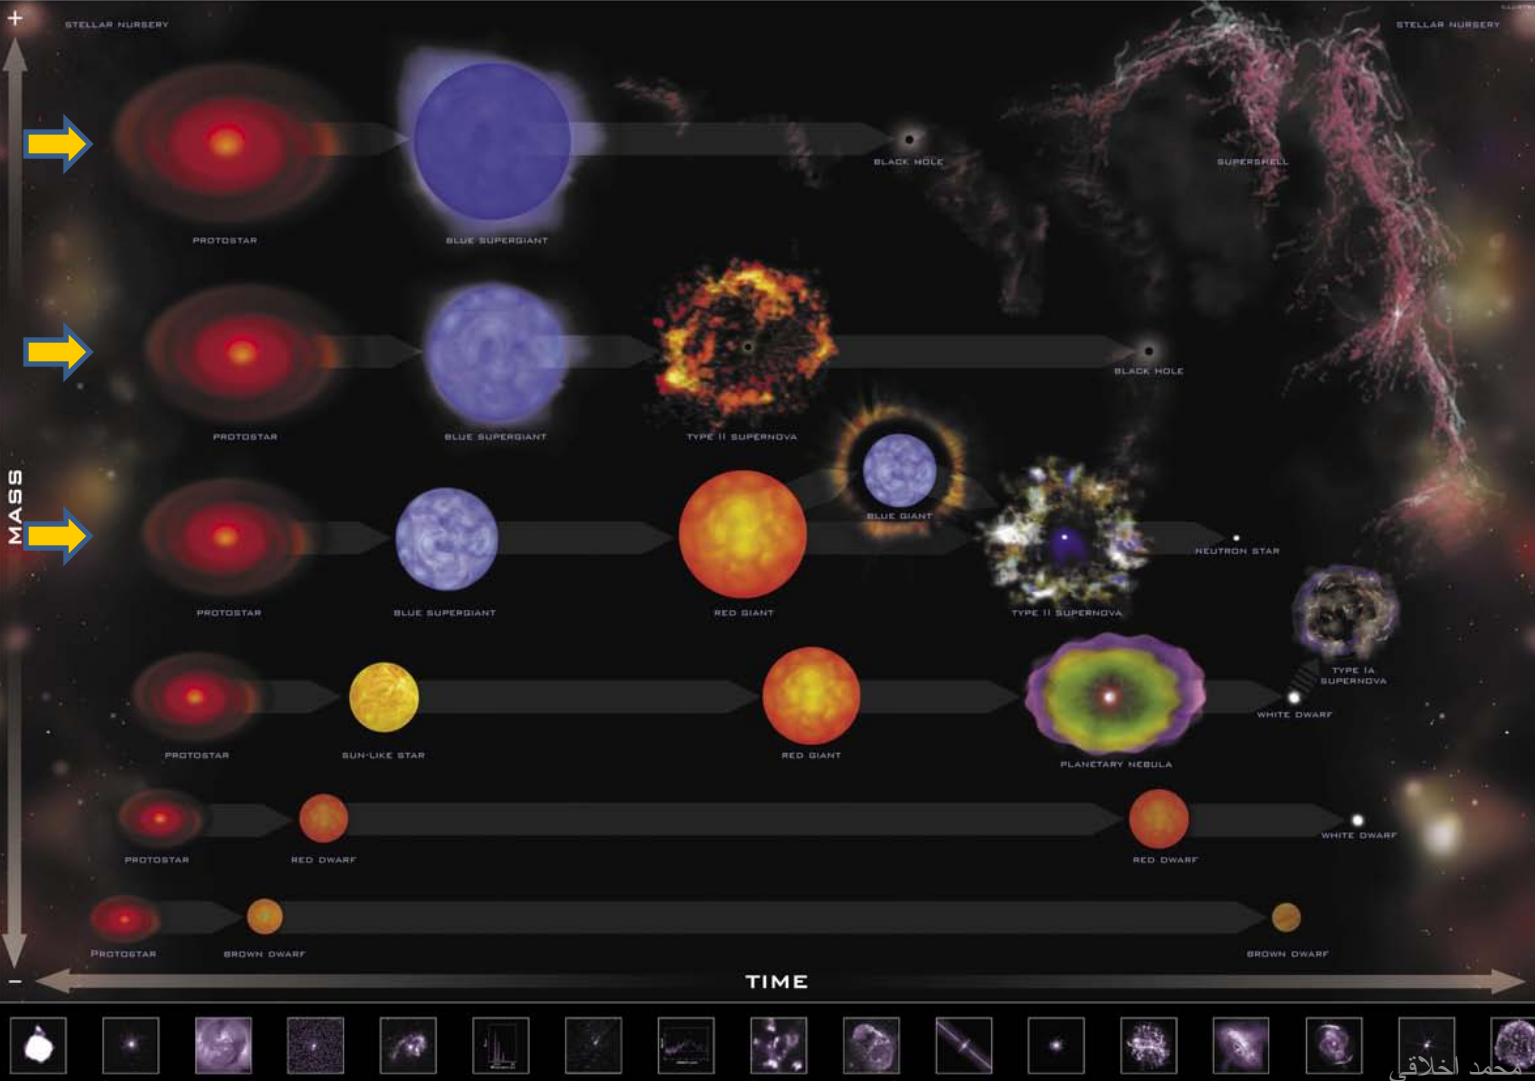 +
STELLAR NURSERY
STELLAR NURSERY
PROTOSTAR
BLUE SUPERGIANT
BLACK HOLE
SUPERSHELL
PROTOSTAR
BLUE SUPERGIANT
TYPE II SUPERNOVA
BLACK HOLE
MASS
PROTOSTAR
BLUE SUPERGIANT
RED GIANT
BLUE GIANT
TYPE II SUPERNOVA
NEUTRON STAR
PROTOSTAR
SUN-LIKE STAR
RED GIANT
PLANETARY NEBULA
WHITE DWARF
TYPE IA
SUPERNOVA
PROTOSTAR
RED DWARF
RED DWARF
WHITE DWARF
PROTOSTAR
BROWN DWARF
BROWN DWARF
−
TIME
محمد اخلاقي